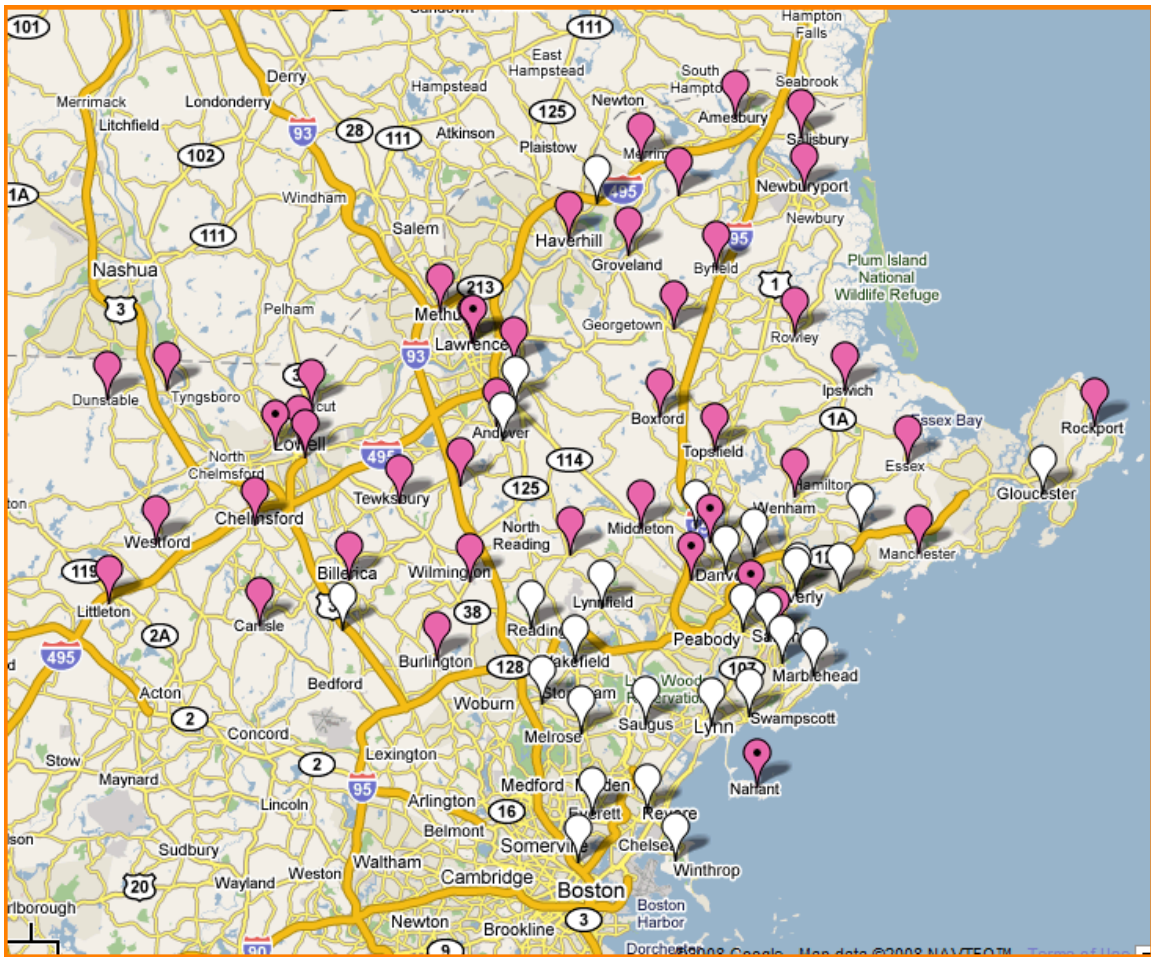 101
Hampton
Falls
111
East
Hampstead
Derry
Hampstead
South
Seabrook
Merrimack
Londonderry
Newton
Amesbury
Litchfield
125
93
28
111
Atkinson
Plaistow
Salisbury
102
1A
Windham
495
Newburyport
Newbury
111
Salem
Haverhill
95
Groveland
Byfield
Nashua
Plum Island
National
Wildlife Refuge
213
1
3
Pelham
Georgetown
Rowley
Lawrence
93
Dunstable
Tyngsboro
Ipswich
Boxford
1A
Essex Bay
Rockport
Lowell
Andover
Topsfield
North
Chelmsford
495
114
Essex
Tewksbury
125
Hamilton
Gloucester
Chelmsford
North
Reading
Middleton
Wenham
Westford
Manchester
119
Billerica
Wilmington
Littleton
Carlisle
38
Lynnfield
2A
Reading
Peabody
495
Burlington
128
107
Marblehead
Acton
Bedford
Woburn
2
Saugus
Lynn
Swampscott
Concord
Melrose
Stow
2
Lexington
Maynard
95
Medford
Nahant
Lincoln
Arlington
16
Everett
Revere
Belmont
Sudbury
Somerville
Chelsea
Waltham
Winthrop
20
Wayland
Weston
Cambridge
Boston
Newton
3
Boston
Harbor
Brookline
90
9
Dorchester
©2008 Google - Map data ©2008 NAVTEQ™ - Terms of Use